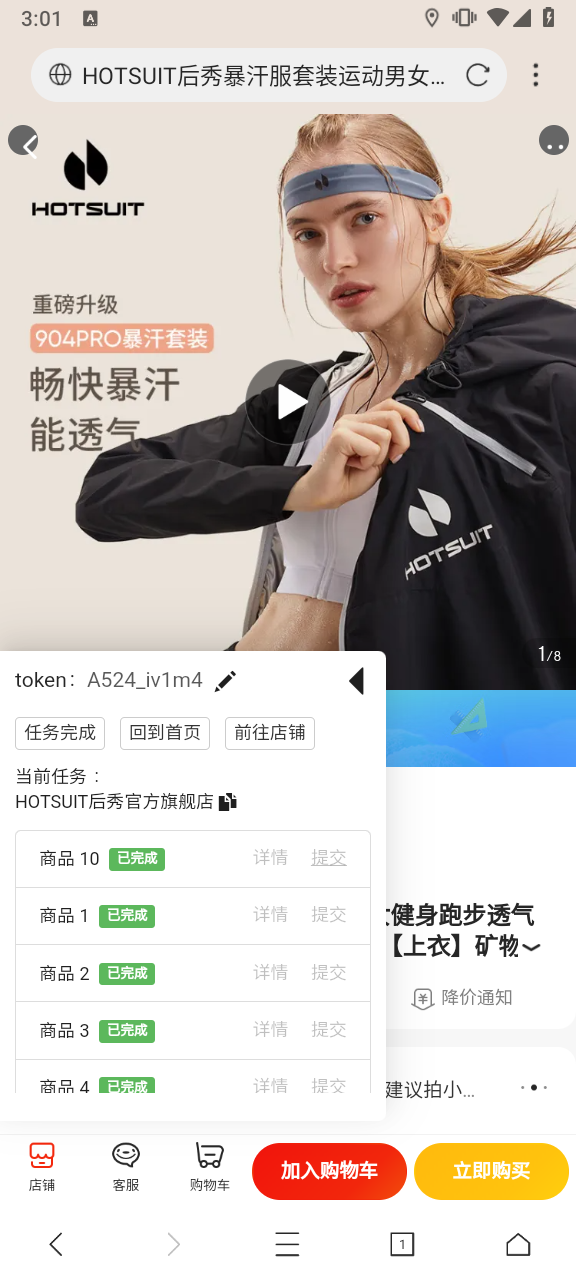 3:01
A
HOTSUIT后秀暴汗服套装运动男女...
HOTSUIT
重磅升级
904PRO暴汗套装
畅快暴汗
能透气
HOTSUIT
1/8
token： A524_iv1m4
任务完成 回到首页 前往店铺
当前任务：
HOTSUIT后秀官方旗舰店
商品 10 已完成 详情 提交
商品 1 已完成 详情 提交
健身跑步透气
商品 2 已完成 详情 提交
【上衣】矿物
降价通知
商品 3 已完成 详情 提交
商品 4 已完成 详情 提交
建议拍小...
店铺 客服 购物车 加入购物车 立即购买
1